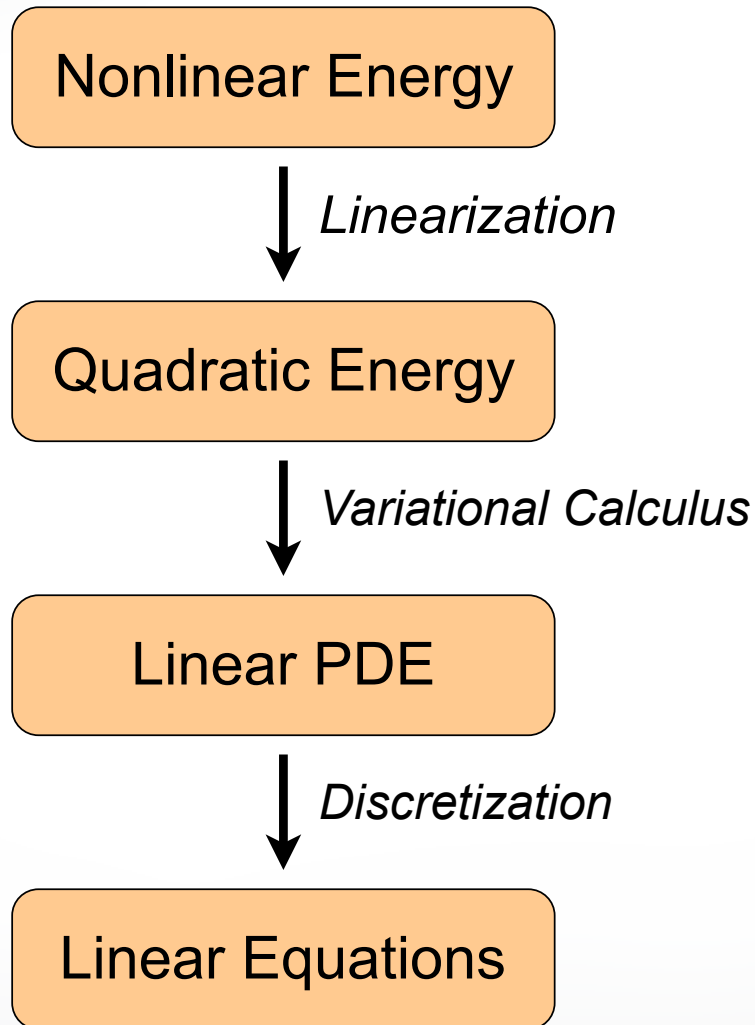 Nonlinear Energy
Linearization
Quadratic Energy
Variational Calculus
Linear PDE
Discretization
Linear Equations